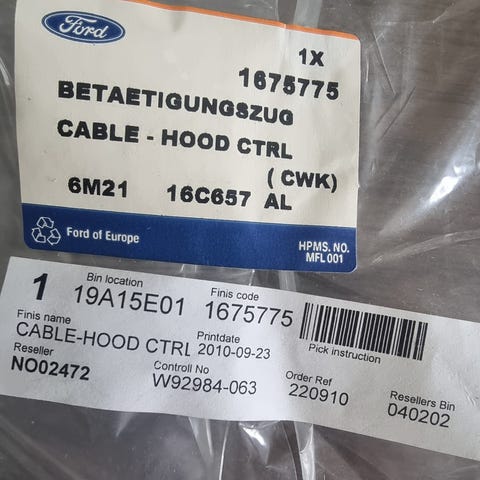 Ford
1X
1675775
BETAETIGUNGSZUG
CABLE - HOOD CTRL
( CWK)
6M21 16C657 AL
Ford of Europe
HPMS. NO.
MFL 001
Bin location Finis code
1 19A15E01 1675775
Finis name Printdate Pick instruction
CABLE-HOOD CTRL 2010-09-23
Reseller Controll No Order Ref Resellers Bin
NO02472 W92984-063 220910 040202